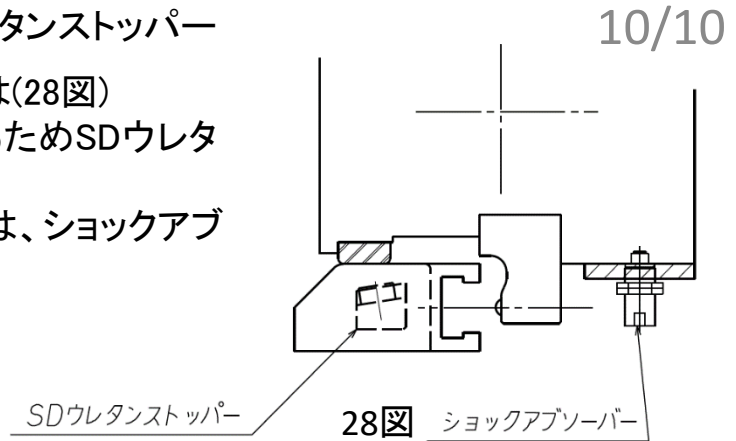 タンストッパー
10/10
は(28図)
るためSDウレタ
は、ショックアブ
SDウレタンストッパー
28図
ショックアブソーバー